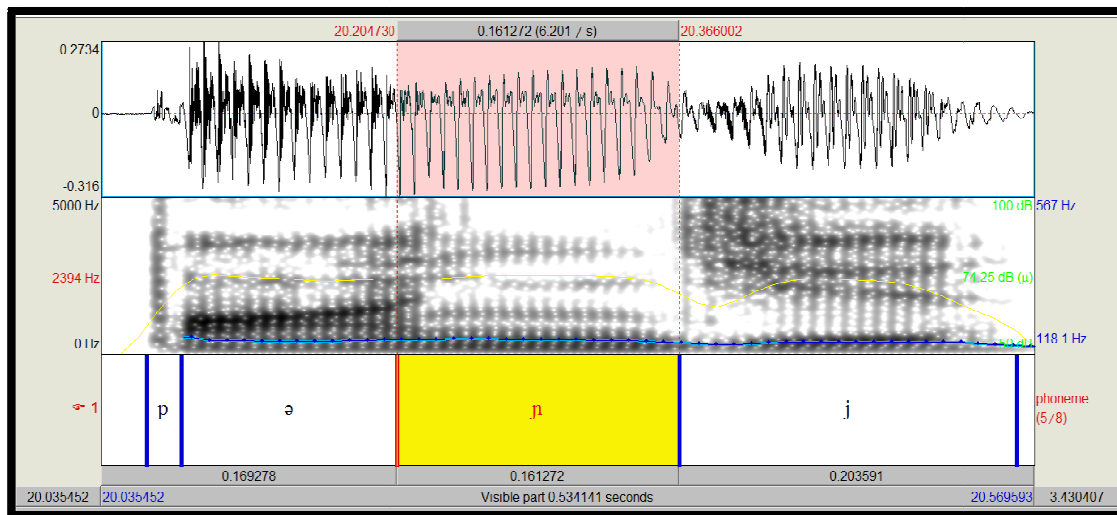 20.204730 0.161272 (6.201 / s) 20.366002
0.2734
0
-0.316
5000 Hz 100 dB 567 Hz
2394 Hz 74.25 dB (µ)
0 Hz 118.1 Hz
1 p ə ɲ j phoneme
(5/8)
0.169278 0.161272 0.203591
20.035452 20.035452 Visible part 0.534141 seconds 20.569593 3.430407